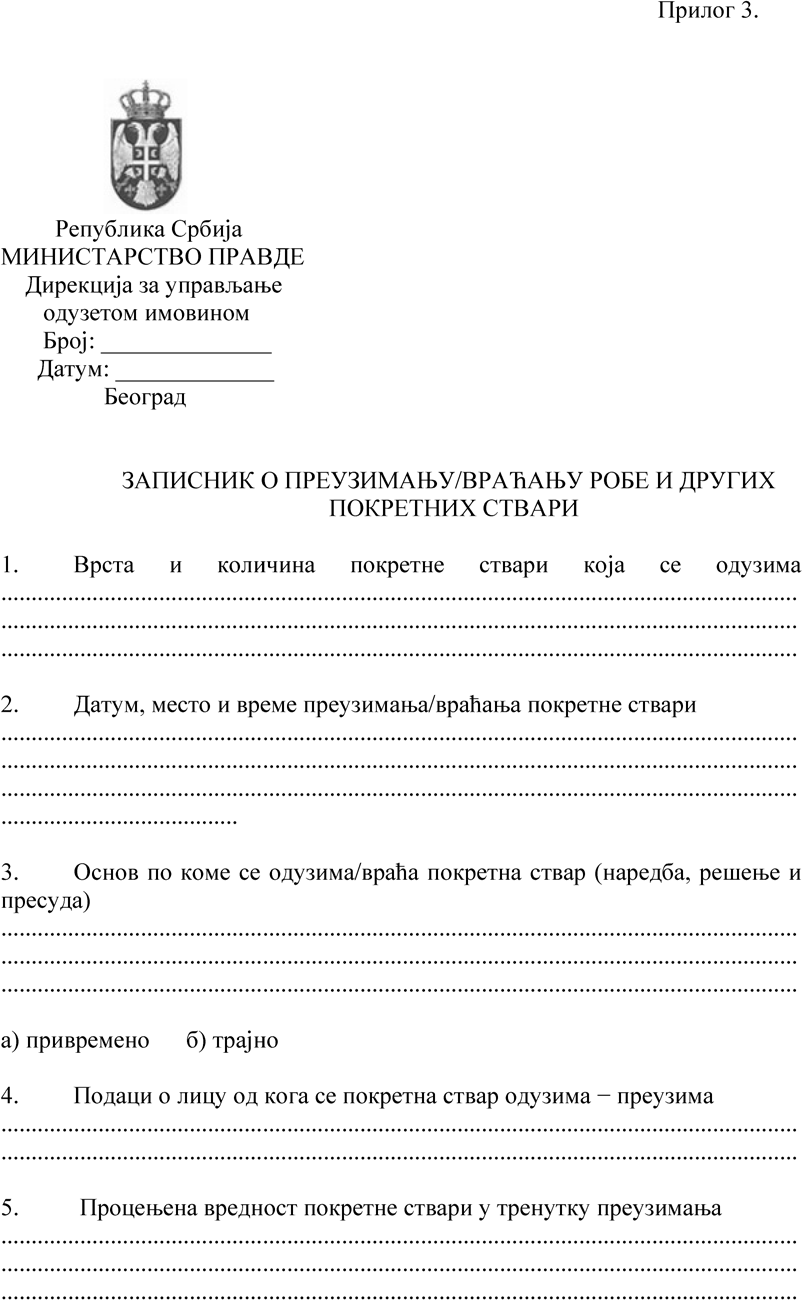 Прилог 3.
Република Србија
МИНИСТАРСТВО ПРАВДЕ
Дирекција за управљање
одузетом имовином
Број: ______________
Датум: _____________
Београд
ЗАПИСНИК О ПРЕУЗИМАЊУ/ВРАЋАЊУ РОБЕ И ДРУГИХ
ПОКРЕТНИХ СТВАРИ
1. Врста и количина покретне ствари која се одузима
....................................................................................................................................
....................................................................................................................................
....................................................................................................................................
2. Датум, место и време преузимања/враћања покретне ствари
....................................................................................................................................
....................................................................................................................................
....................................................................................................................................
.......................................
3. Основ по коме се одузима/враћа покретна ствар (наредба, решење и
пресуда)
....................................................................................................................................
....................................................................................................................................
....................................................................................................................................
а) привремено б) трајно
4. Подаци о лицу од кога се покретна ствар одузима − преузима
....................................................................................................................................
....................................................................................................................................
5. Процењена вредност покретне ствари у тренутку преузимања
....................................................................................................................................
....................................................................................................................................
....................................................................................................................................